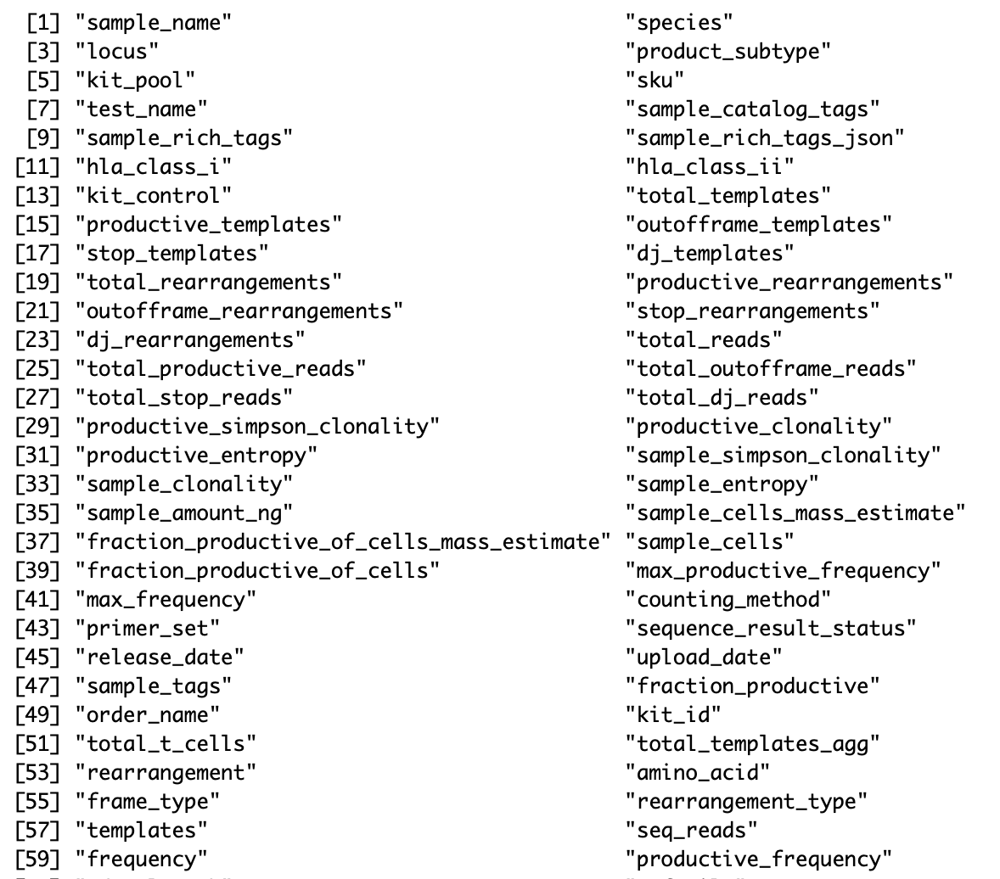 [1] "sample_name" "species"
[3] "locus" "product_subtype"
[5] "kit_pool" "sku"
[7] "test_name" "sample_catalog_tags"
[9] "sample_rich_tags" "sample_rich_tags_json"
[11] "hla_class_i" "hla_class_ii"
[13] "kit_control" "total_templates"
[15] "productive_templates" "outofframe_templates"
[17] "stop_templates" "dj_templates"
[19] "total_rearrangements" "productive_rearrangements"
[21] "outofframe_rearrangements" "stop_rearrangements"
[23] "dj_rearrangements" "total_reads"
[25] "total_productive_reads" "total_outofframe_reads"
[27] "total_stop_reads" "total_dj_reads"
[29] "productive_simpson_clonality" "productive_clonality"
[31] "productive_entropy" "sample_simpson_clonality"
[33] "sample_clonality" "sample_entropy"
[35] "sample_amount_ng" "sample_cells_mass_estimate"
[37] "fraction_productive_of_cells_mass_estimate" "sample_cells"
[39] "fraction_productive_of_cells" "max_productive_frequency"
[41] "max_frequency" "counting_method"
[43] "primer_set" "sequence_result_status"
[45] "release_date" "upload_date"
[47] "sample_tags" "fraction_productive"
[49] "order_name" "kit_id"
[51] "total_t_cells" "total_templates_agg"
[53] "rearrangement" "amino_acid"
[55] "frame_type" "rearrangement_type"
[57] "templates" "seq_reads"
[59] "frequency" "productive_frequency"